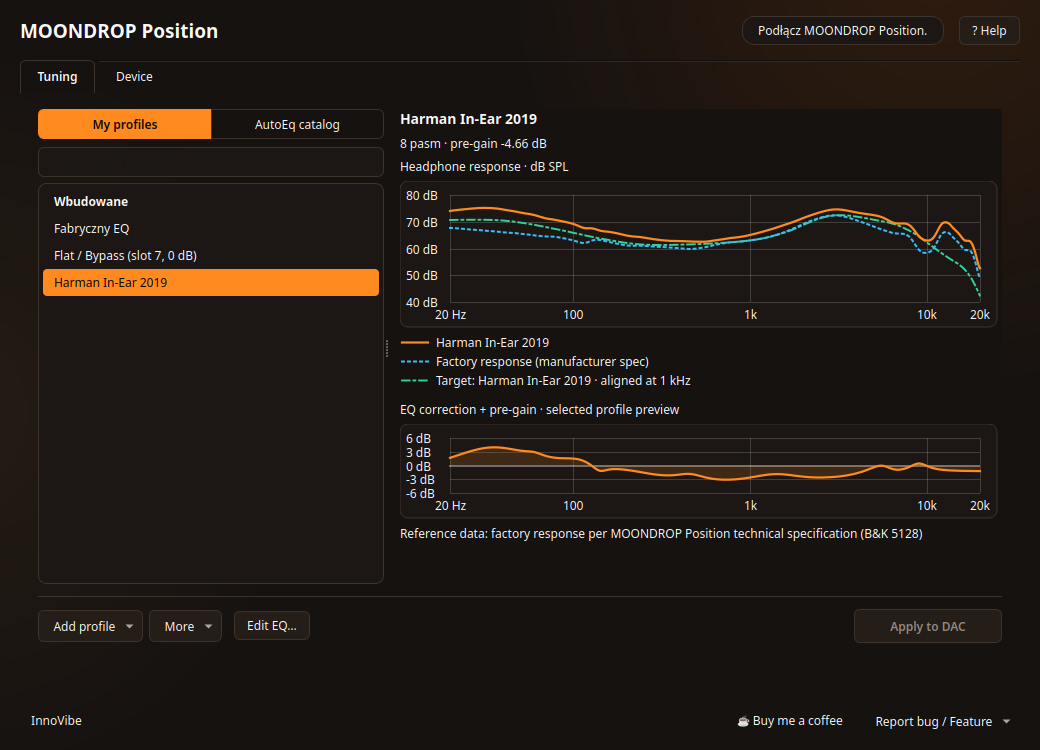 MOONDROP Position
Podłącz MOONDROP Position.
? Help
Tuning
Device
My profiles
AutoEq catalog
Wbudowane
Fabryczny EQ
Flat / Bypass (slot 7, 0 dB)
Harman In-Ear 2019
Harman In-Ear 2019
8 pasm · pre-gain -4.66 dB
Headphone response · dB SPL
80 dB
70 dB
60 dB
50 dB
40 dB
20 Hz 100 1k 10k 20k
Harman In-Ear 2019
Factory response (manufacturer spec)
Target: Harman In-Ear 2019 · aligned at 1 kHz
EQ correction + pre-gain · selected profile preview
6 dB
3 dB
0 dB
-3 dB
-6 dB
20 Hz 100 1k 10k 20k
Reference data: factory response per MOONDROP Position technical specification (B&K 5128)
Add profile
More
Edit EQ...
Apply to DAC
InnoVibe
☕ Buy me a coffee
Report bug / Feature